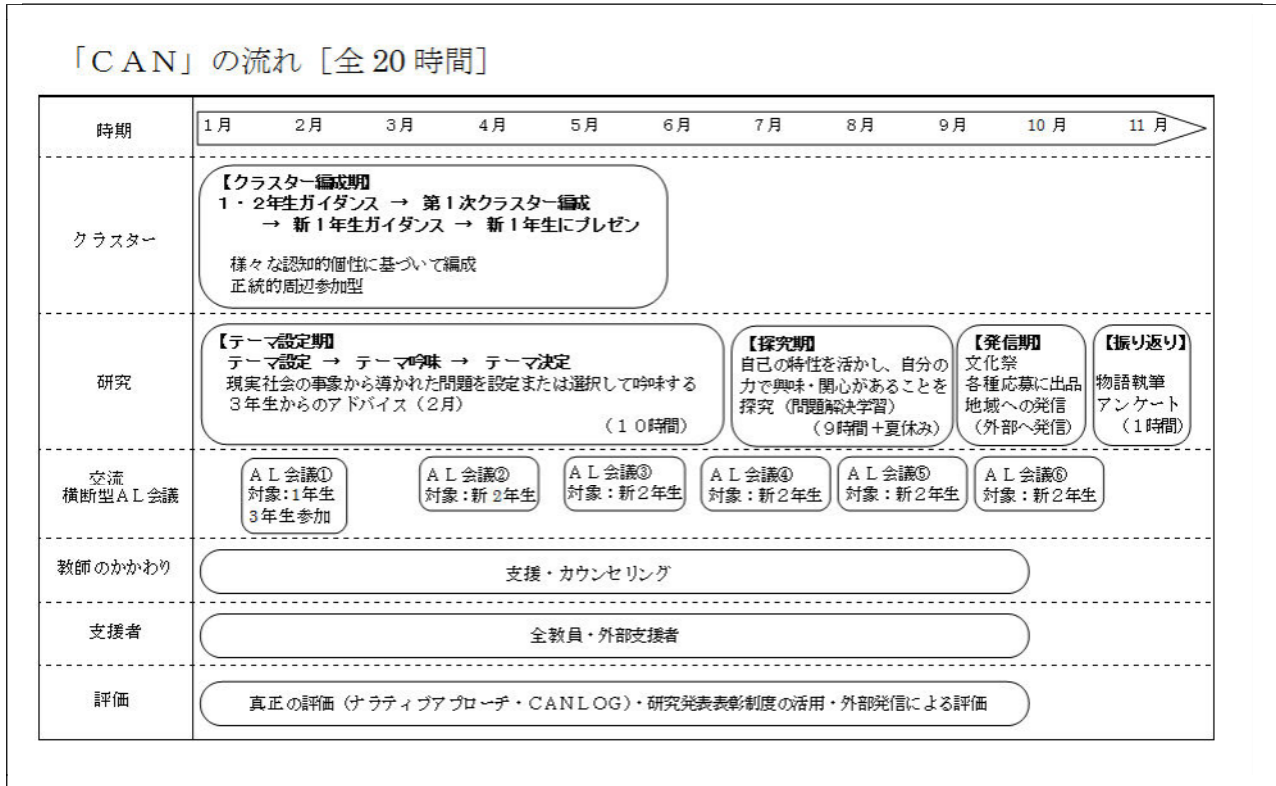 「ＣＡＮ」の流れ［全 20 時間］
時期
1月 2月 3月 4月 5月 6月 7月 8月 9月 10 月 11 月
クラスター
【クラスター編成期】
１・２年生ガイダンス → 第１次クラスター編成
→ 新１年生ガイダンス → 新１年生にプレゼン
様々な認知的個性に基づいて編成
正統的周辺参加型
研究
【テーマ設定期】
テーマ設定 → テーマ吟味 → テーマ決定
現実社会の事象から導かれた問題を設定または選択して吟味する
３年生からのアドバイス（２月）
（１０時間）
【探究期】
自己の特性を活かし、自分の
力で興味・関心があることを
探究（問題解決学習）
（９時間＋夏休み）
【発信期】
文化祭
各種応募に出品
地域への発信
（外部へ発信）
【振り返り】
物語執筆
アンケート
（１時間）
交流
横断型ＡＬ会議
ＡＬ会議①
対象：1年生
3年生参加
ＡＬ会議②
対象：新 2年生
ＡＬ会議③
対象：新２年生
ＡＬ会議④
対象：新２年生
ＡＬ会議⑤
対象：新２年生
ＡＬ会議⑥
対象：新２年生
教師のかかわり
支援・カウンセリング
支援者
全教員・外部支援者
評価
真正の評価（ナラティブアプローチ・ＣＡＮＬＯＧ）・研究発表表彰制度の活用・外部発信による評価